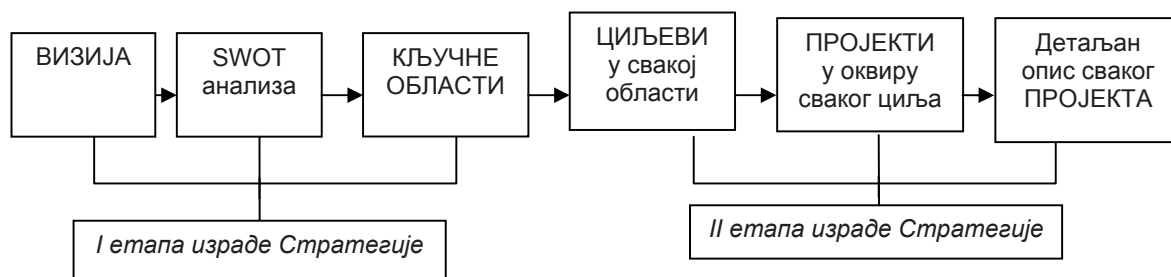 ВИЗИЈА
SWOT
анализа
КЉУЧНЕ
ОБЛАСТИ
ЦИЉЕВИ
у свакој
области
ПРОЈЕКТИ
у оквиру
сваког циља
Детаљан
опис сваког
ПРОЈЕКТА
I етапа израде Стратегије
II етапа израде Стратегије